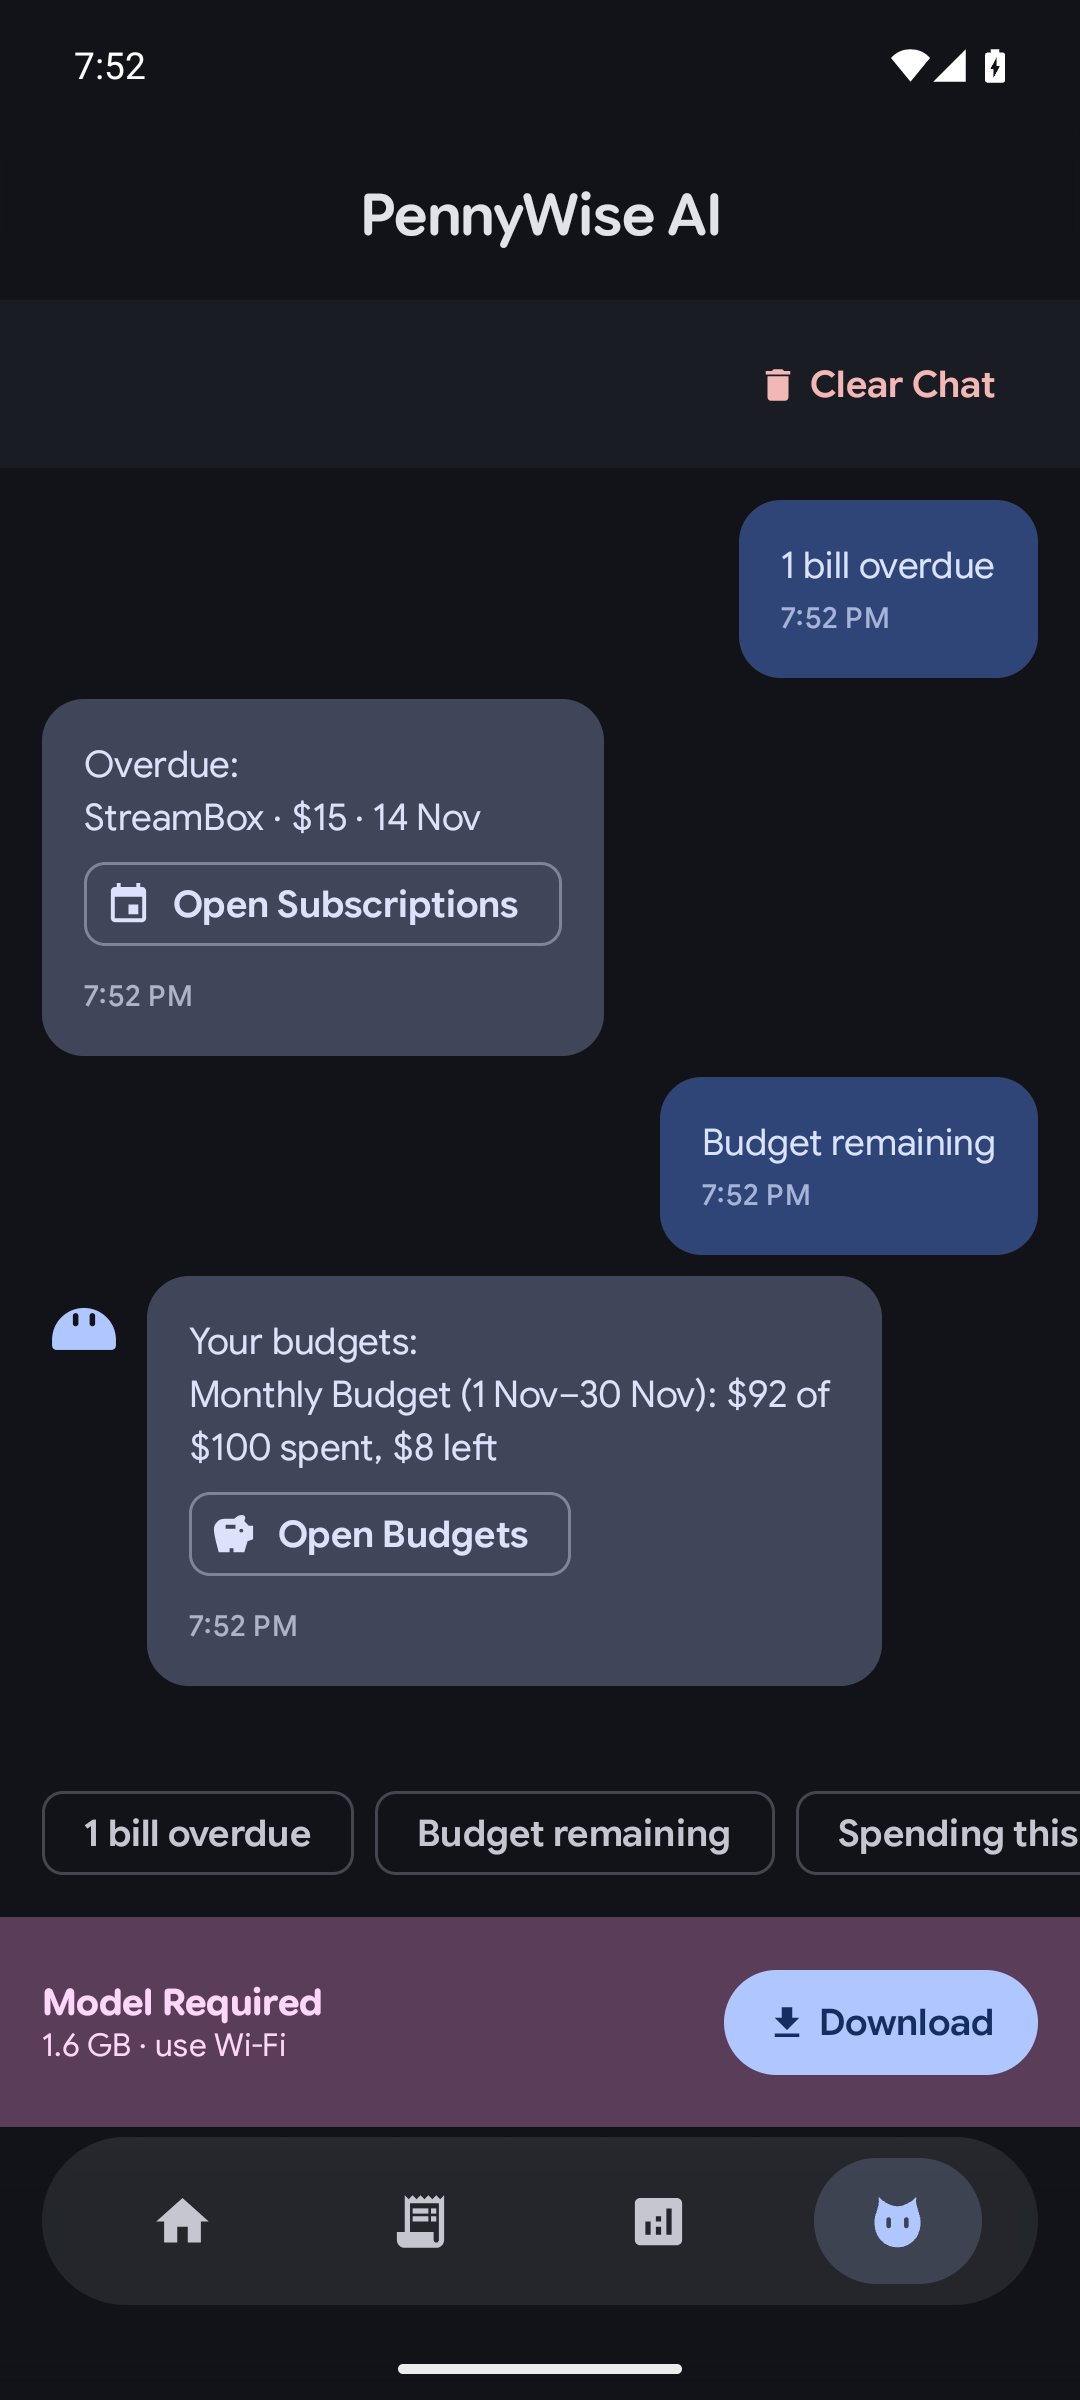 7:52
PennyWise AI
Clear Chat
1 bill overdue
7:52 PM
Overdue:
StreamBox · $15 · 14 Nov
Open Subscriptions
7:52 PM
Budget remaining
7:52 PM
Your budgets:
Monthly Budget (1 Nov–30 Nov): $92 of
$100 spent, $8 left
Open Budgets
7:52 PM
1 bill overdue
Budget remaining
Spending this
Model Required
1.6 GB · use Wi-Fi
Download